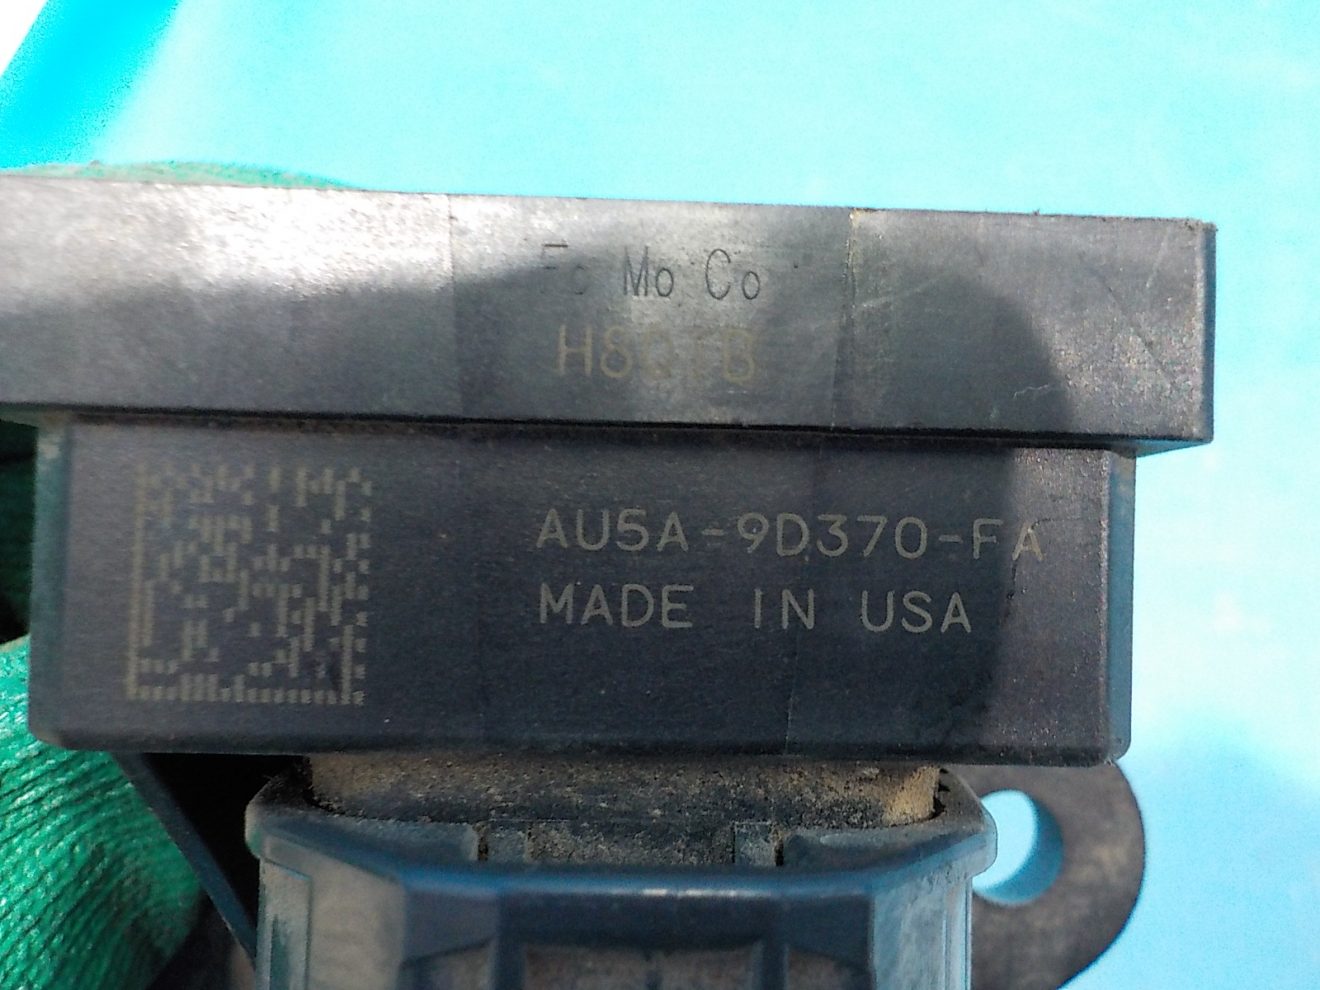 Fo Mo Co
AU5A-9D370-FA
MADE IN USA